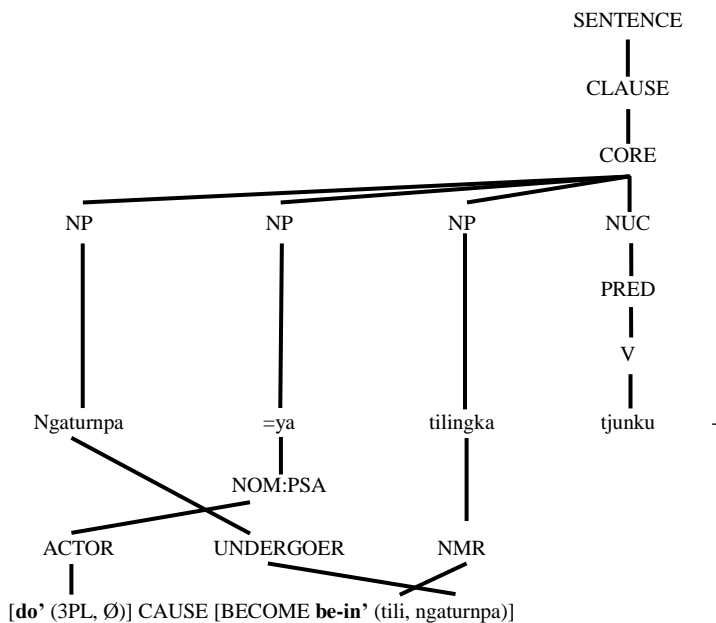 SENTENCE
CLAUSE
CORE
NP NP NP NUC
PRED
V
Ngaturnpa =ya tilingka tjunku -
NOM:PSA
ACTOR UNDERGOER NMR
[do’ (3PL, Ø)] CAUSE [BECOME be-in’ (tili, ngaturnpa)]